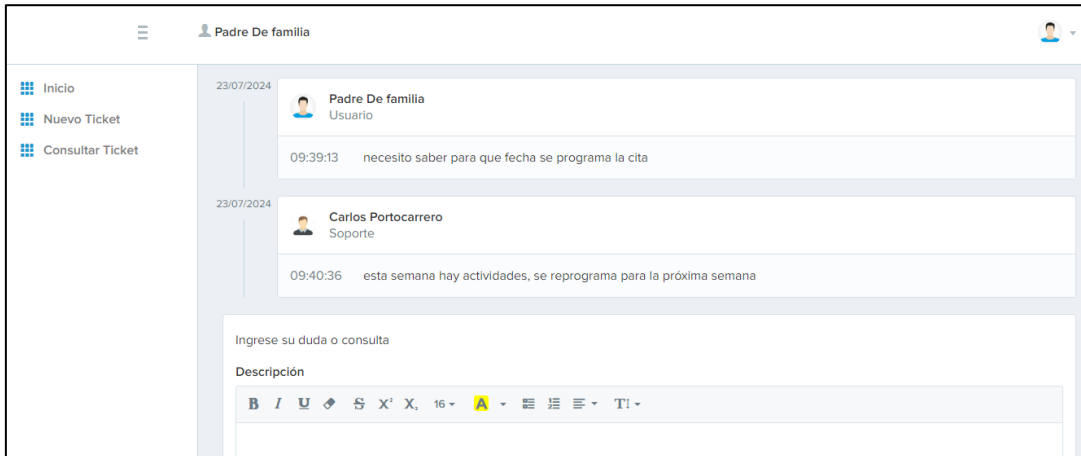 Padre De familia
Inicio
Nuevo Ticket
Consultar Ticket
23/07/2024
Padre De familia
Usuario
09:39:13 necesito saber para que fecha se programa la cita
23/07/2024
Carlos Portocarrero
Soporte
09:40:36 esta semana hay actividades, se reprograma para la próxima semana
Ingrese su duda o consulta
Descripción
B I U S X² X₂ 16 A T